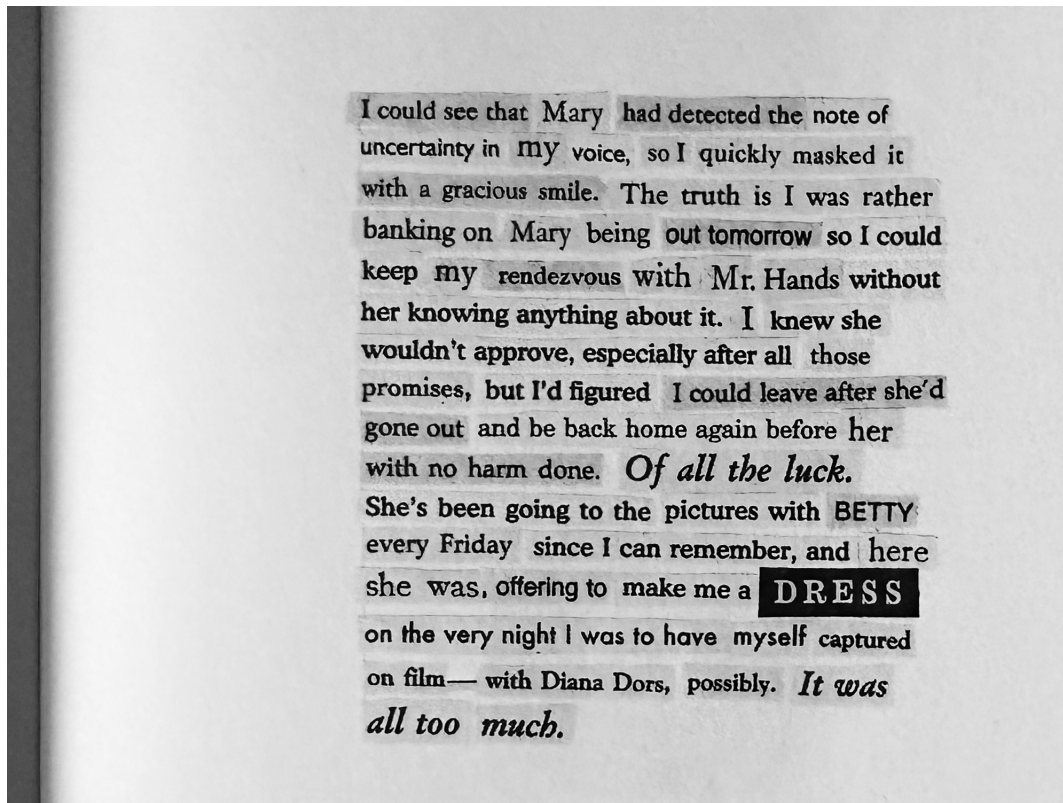 I could see that Mary had detected the note of
uncertainty in my voice, so I quickly masked it
with a gracious smile. The truth is I was rather
banking on Mary being out tomorrow so I could
keep my rendezvous with Mr. Hands without
her knowing anything about it. I knew she
wouldn't approve, especially after all those
promises, but I'd figured I could leave after she'd
gone out and be back home again before her
with no harm done. Of all the luck.
She's been going to the pictures with BETTY
every Friday since I can remember, and here
she was, offering to make me a DRESS
on the very night I was to have myself captured
on film— with Diana Dors, possibly. It was
all too much.